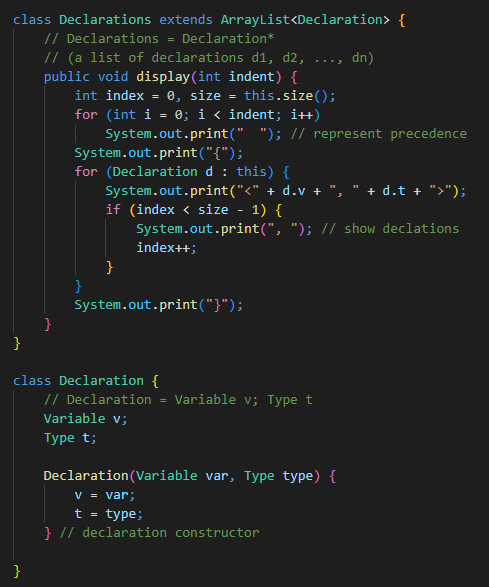 class Declarations extends ArrayList<Declaration> {
    // Declarations = Declaration*
    // (a list of declarations d1, d2, ..., dn)
    public void display(int indent) {
        int index = 0, size = this.size();
        for (int i = 0; i < indent; i++)
            System.out.print("  "); // represent precedence
        System.out.print("{");
        for (Declaration d : this) {
            System.out.print("<" + d.v + ", " + d.t + ">");
            if (index < size - 1) {
                System.out.print(", "); // show declations
                index++;
            }
        }
        System.out.print("}");
    }
}

class Declaration {
    // Declaration = Variable v; Type t
    Variable v;
    Type t;

    Declaration(Variable var, Type type) {
        v = var;
        t = type;
    } // declaration constructor

}